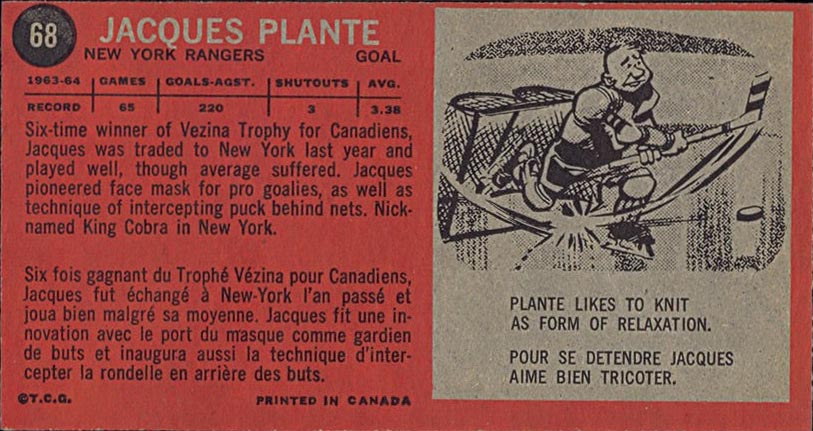 68
JACQUES PLANTE
NEW YORK RANGERS GOAL
1963-64 GAMES GOALS-AGST. SHUTOUTS AVG.
RECORD 65 220 3 3.38
Six-time winner of Vezina Trophy for Canadiens,
Jacques was traded to New York last year and
played well, though average suffered. Jacques
pioneered face mask for pro goalies, as well as
technique of intercepting puck behind nets. Nick-
named King Cobra in New York.
Six fois gagnant du Trophé Vézina pour Canadiens,
Jacques fut échangé à New-York l'an passé et
joua bien malgré sa moyenne. Jacques fit une in-
novation avec le port du masque comme gardien
de buts et inaugura aussi la technique d'inter-
cepter la rondelle en arrière des buts.
©T.C.G. PRINTED IN CANADA
PLANTE LIKES TO KNIT
AS FORM OF RELAXATION.
POUR SE DETENDRE JACQUES
AIME BIEN TRICOTER.